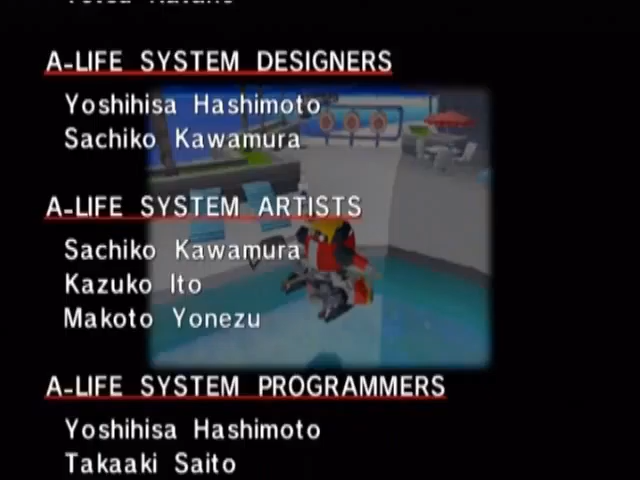 A-LIFE SYSTEM DESIGNERS
Yoshihisa Hashimoto
Sachiko Kawamura
A-LIFE SYSTEM ARTISTS
Sachiko Kawamura
Kazuko Ito
Makoto Yonezu
A-LIFE SYSTEM PROGRAMMERS
Yoshihisa Hashimoto
Takaaki Saito